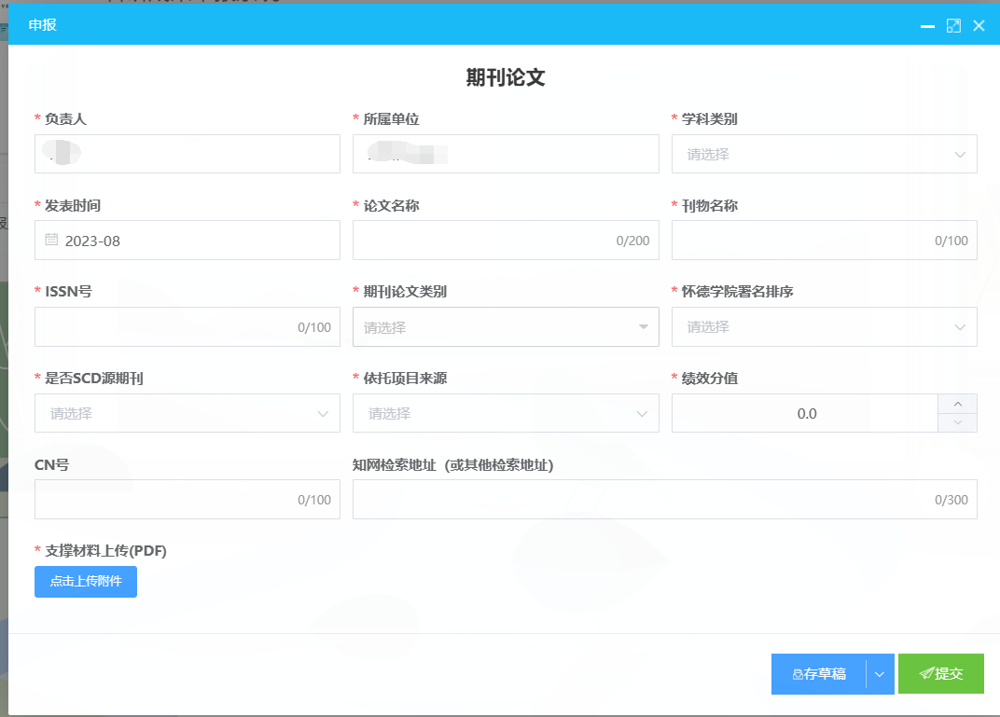 申报
期刊论文
* 负责人
* 所属单位
* 学科类别
请选择
* 发表时间
* 论文名称
* 刊物名称
2023-08
0/200
0/100
* ISSN号
* 期刊论文类别
* 怀德学院署名排序
0/100
请选择
请选择
* 是否SCD源期刊
* 依托项目来源
* 绩效分值
请选择
请选择
0.0
CN号
知网检索地址（或其他检索地址)
0/100
0/300
* 支撑材料上传(PDF)
点击上传附件
存草稿
提交